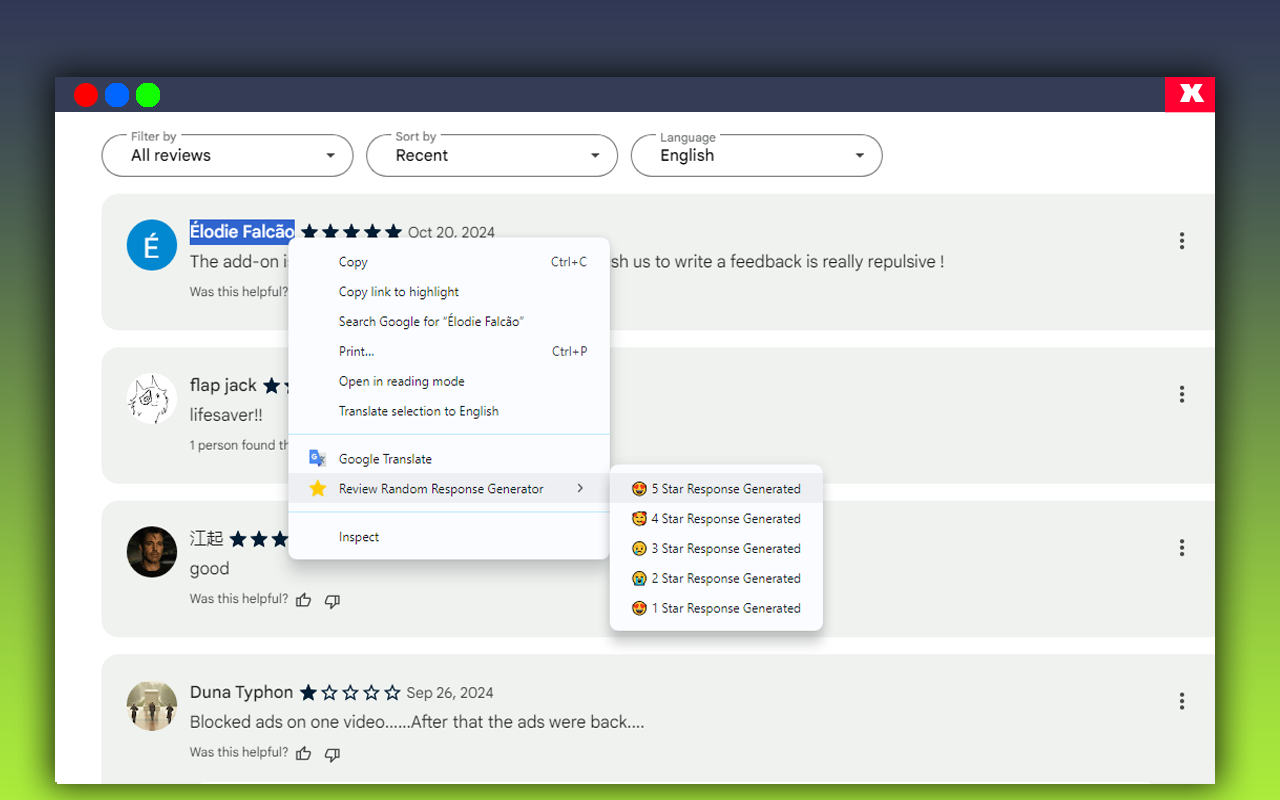 X
Filter by
All reviews
Sort by
Recent
Language
English
É
Élodie Falcão
Oct 20, 2024
The add-on
sh us to write a feedback is really repulsive !
Was this helpful?
Copy Ctrl+C
Copy link to highlight
Search Google for “Élodie Falcão”
Print... Ctrl+P
Open in reading mode
Translate selection to English
Google Translate
Review Random Response Generator
Inspect
5 Star Response Generated
4 Star Response Generated
3 Star Response Generated
2 Star Response Generated
1 Star Response Generated
flap jack
lifesaver!!
1 person found th
江起
good
Was this helpful?
Duna Typhon Sep 26, 2024
Blocked ads on one video......After that the ads were back....
Was this helpful?